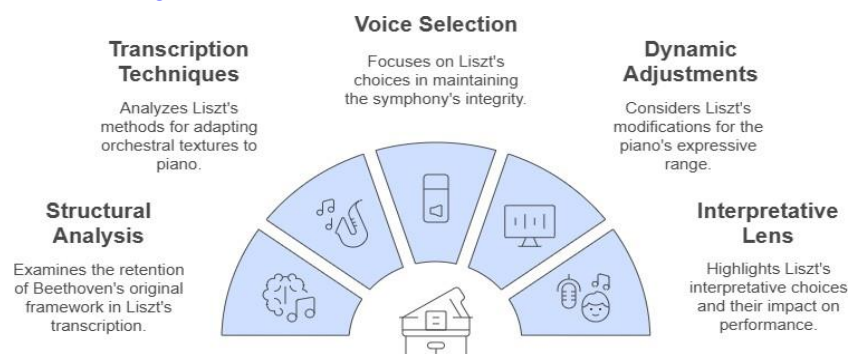 Voice Selection
Focuses on Liszt's
choices in maintaining
the symphony's integrity.
Transcription
Techniques
Analyzes Liszt's
methods for adapting
orchestral textures to
piano.
Dynamic
Adjustments
Considers Liszt's
modifications for the
piano's expressive
range.
Structural
Analysis
Examines the retention
of Beethoven's original
framework in Liszt's
transcription.
Interpretative
Lens
Highlights Liszt's
interpretative choices
and their impact on
performance.